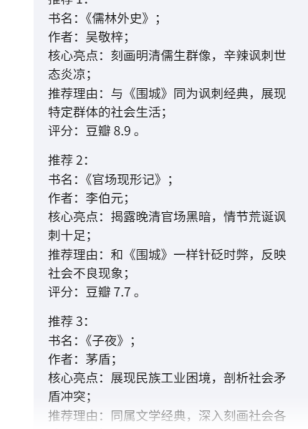 推荐 1：
书名：《儒林外史》；
作者：吴敬梓；
核心亮点：刻画明清儒生群像，辛辣讽刺世
态炎凉；
推荐理由：与《围城》同为讽刺经典，展现
特定群体的社会生活；
评分：豆瓣 8.9 。
推荐 2：
书名：《官场现形记》；
作者：李伯元；
核心亮点：揭露晚清官场黑暗，情节荒诞讽
刺十足；
推荐理由：和《围城》一样针砭时弊，反映
社会不良现象；
评分：豆瓣 7.7 。
推荐 3：
书名：《子夜》；
作者：茅盾；
核心亮点：展现民族工业困境，剖析社会矛
盾冲突；
推荐理由：同属文学经典，深入刻画社会各